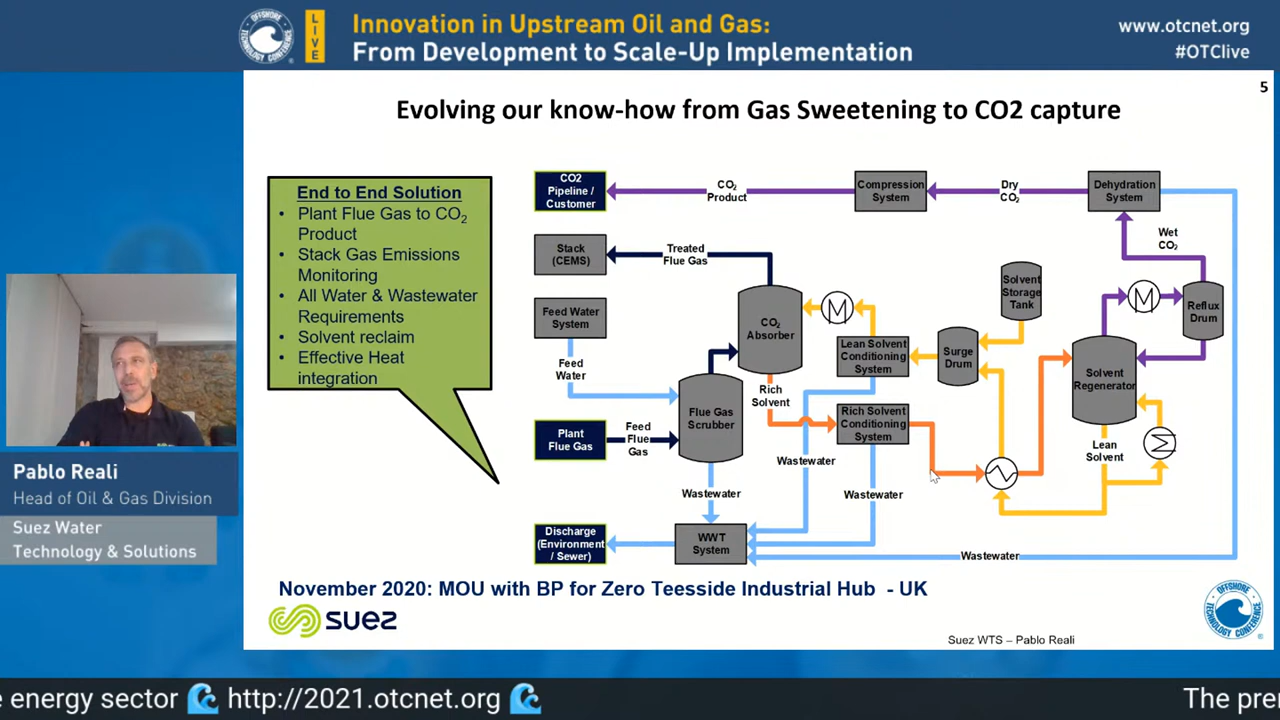 OFFSHORE TECHNOLOGY CONFERENCE
LIVE
Innovation in Upstream Oil and Gas:
From Development to Scale-Up Implementation
www.otcnet.org
#OTClive
5
Evolving our know-how from Gas Sweetening to CO2 capture
End to End Solution
• Plant Flue Gas to CO₂
Product
• Stack Gas Emissions
Monitoring
• All Water & Wastewater
Requirements
• Solvent reclaim
• Effective Heat
integration
CO2
Pipeline /
Customer
CO₂
Product
Compression
System
Dry
CO₂
Dehydration
System
Wet
CO₂
Stack
(CEMS)
Treated
Flue Gas
Feed Water
System
Feed
Water
CO₂
Absorber
Lean Solvent
Conditioning
System
Surge
Drum
Solvent
Storage
Tank
Reflux
Drum
Solvent
Regenerator
Rich
Solvent
Flue Gas
Scrubber
Rich Solvent
Conditioning
System
Plant
Flue Gas
Feed
Flue
Gas
Lean
Solvent
Wastewater
Wastewater
Wastewater
Discharge
(Environment
/ Sewer)
WWT
System
Wastewater
November 2020: MOU with BP for Zero Teesside Industrial Hub - UK
suez
Suez WTS – Pablo Reali
OFFSHORE TECHNOLOGY CONFERENCE
Pablo Reali
Head of Oil & Gas Division
Suez Water
Technology & Solutions
e energy sector http://2021.otcnet.org The pre